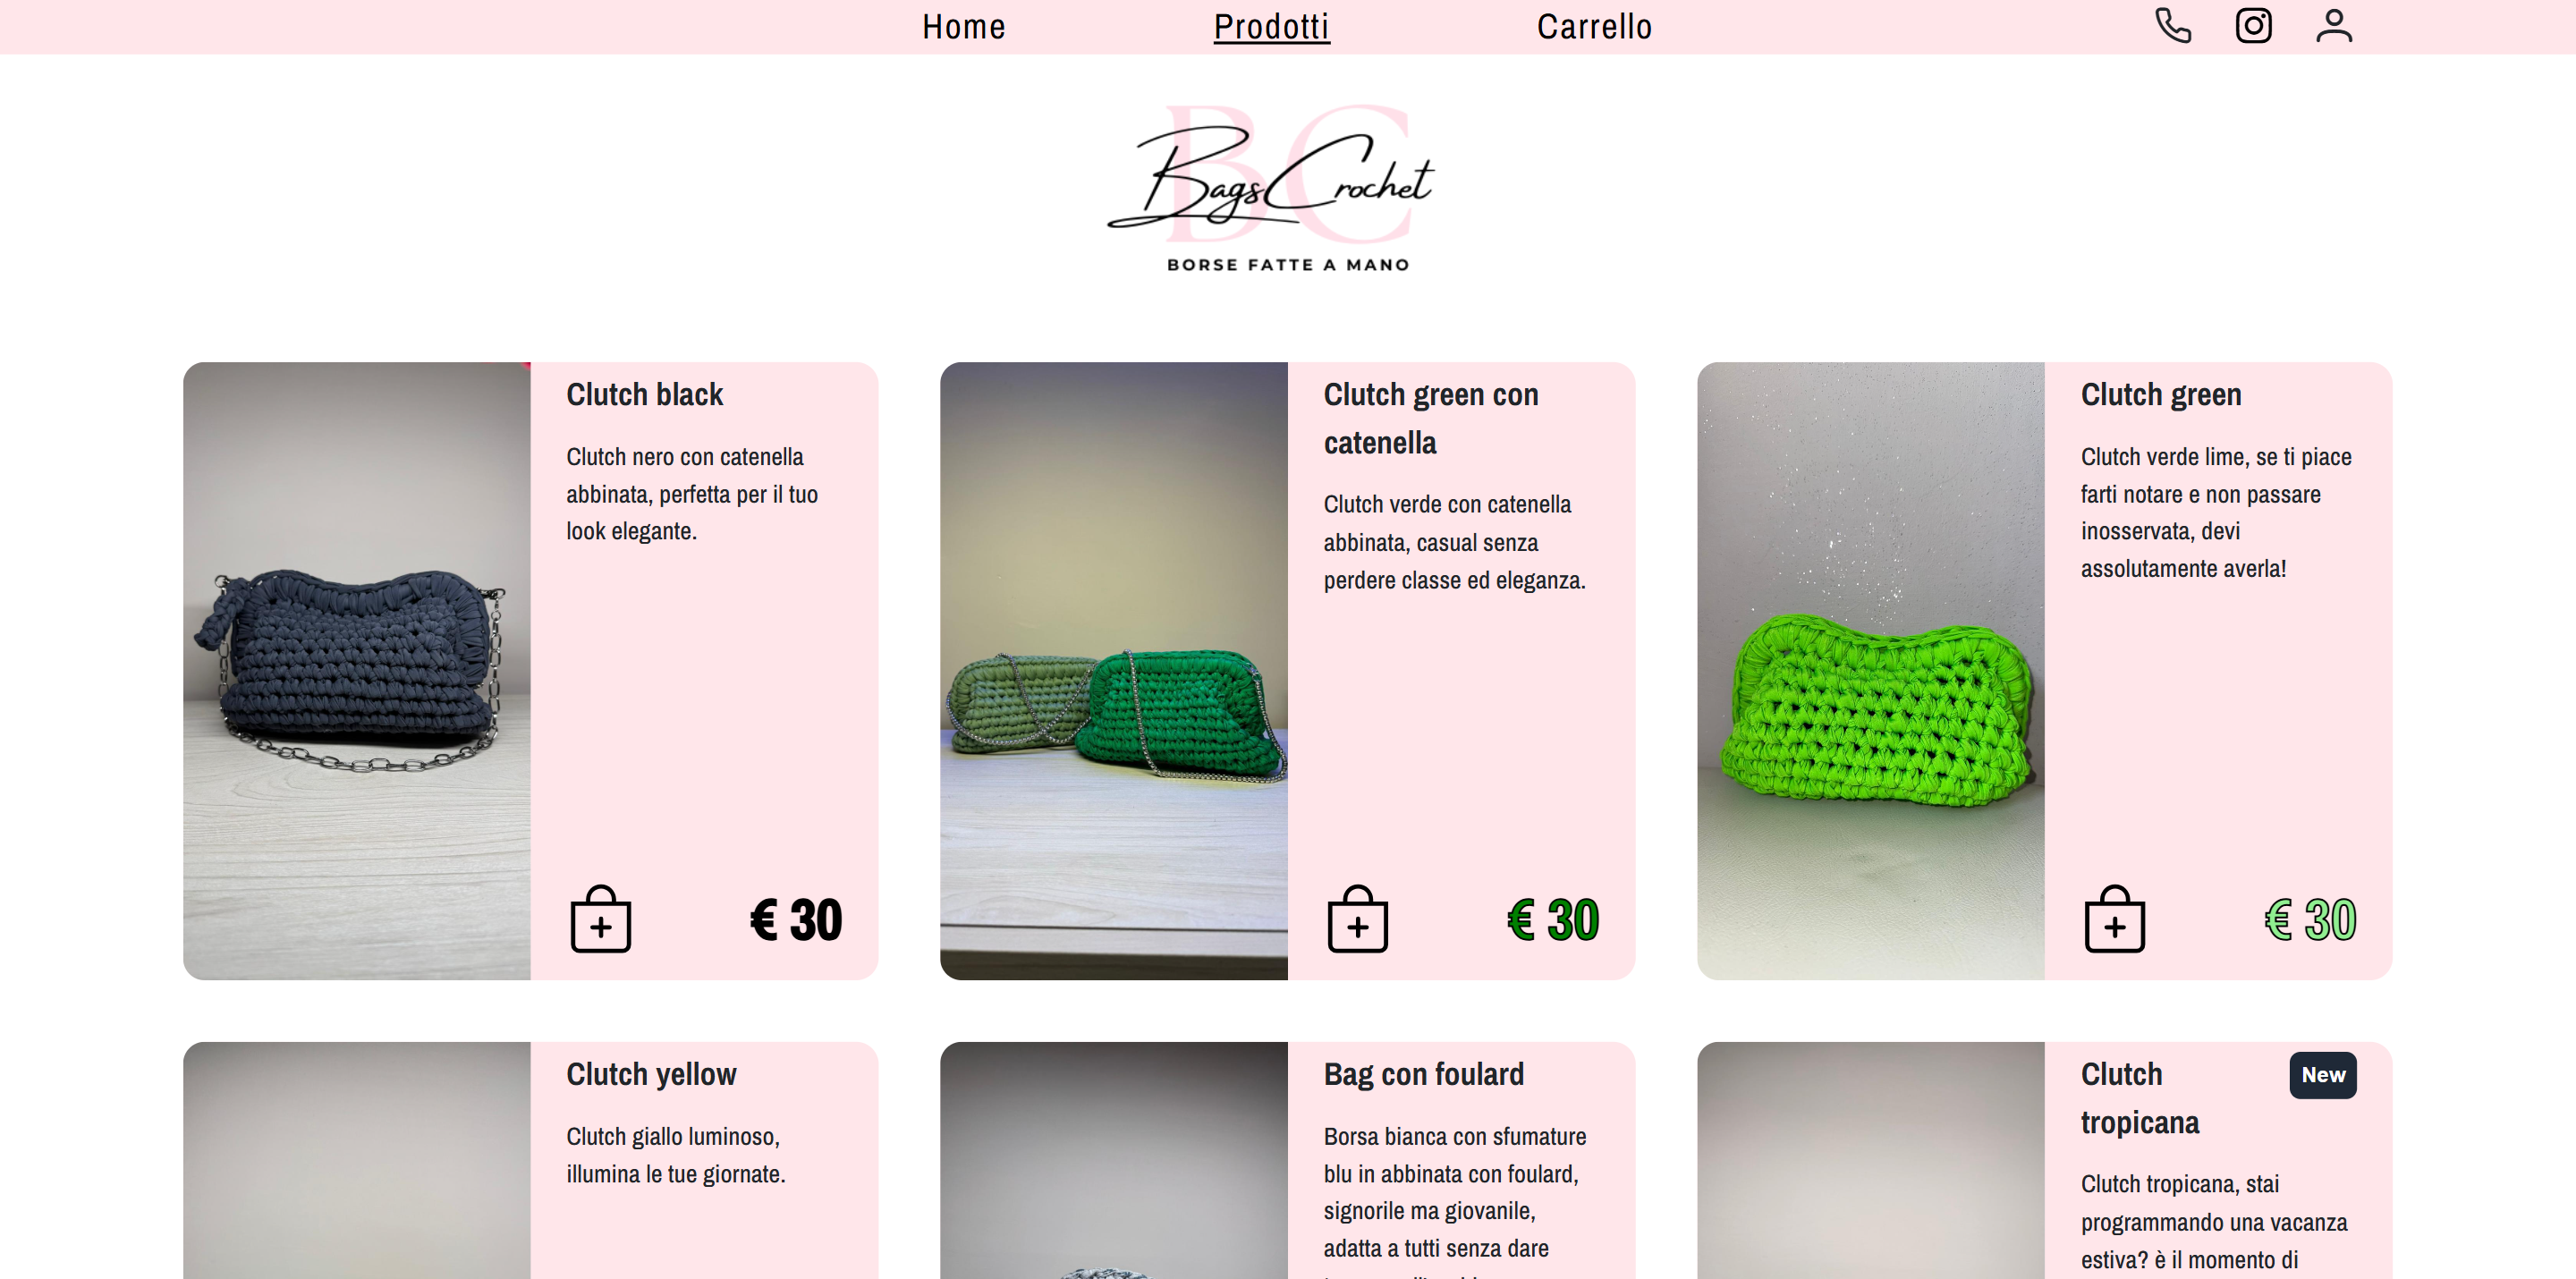 Home Prodotti Carrello
BC
BagsCrochet
BORSE FATTE A MANO
Clutch black
Clutch nero con catenella
abbinata, perfetta per il tuo
look elegante.
€ 30
Clutch green con
catenella
Clutch verde con catenella
abbinata, casual senza
perdere classe ed eleganza.
€ 30
Clutch green
Clutch verde lime, se ti piace
farti notare e non passare
inosservata, devi
assolutamente averla!
€ 30
Clutch yellow
Clutch giallo luminoso,
illumina le tue giornate.
Bag con foulard
Borsa bianca con sfumature
blu in abbinata con foulard,
signorile ma giovanile,
adatta a tutti senza dare
Clutch
tropicana
New
Clutch tropicana, stai
programmando una vacanza
estiva? è il momento di